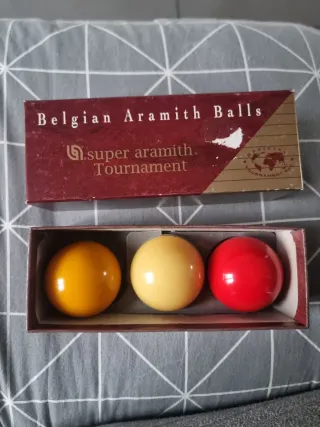 Belgian Aramith Balls
super aramith
Tournament